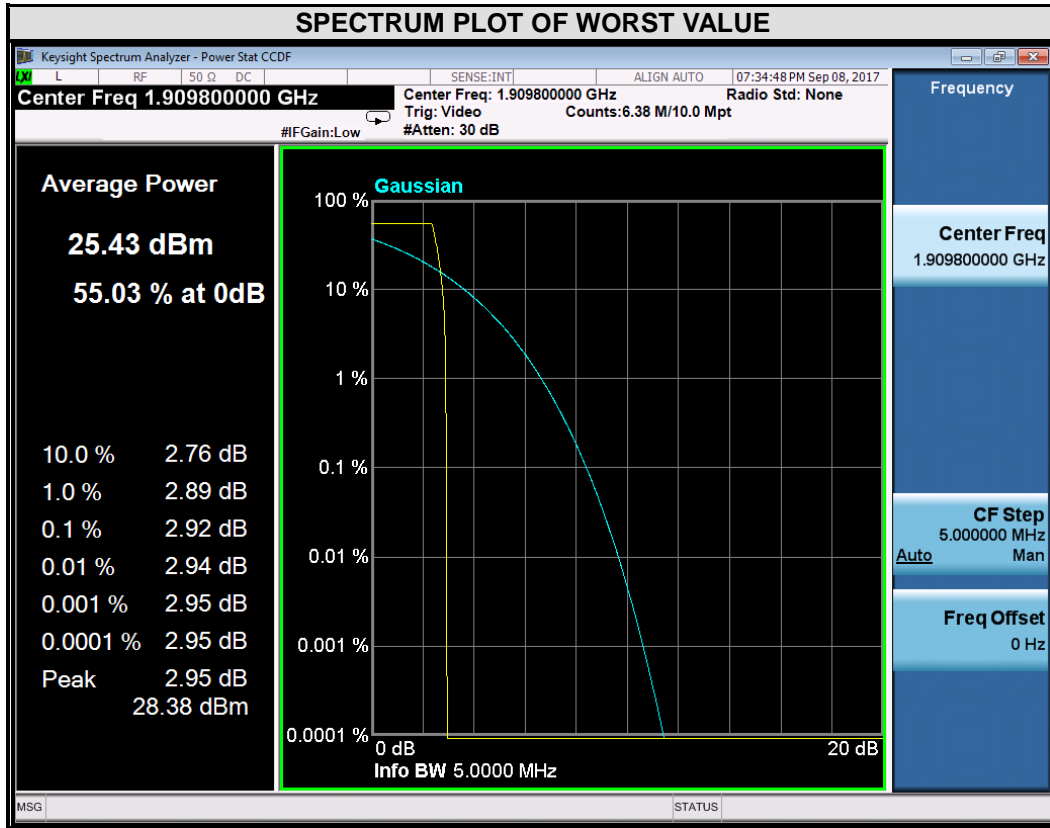 SPECTRUM PLOT OF WORST VALUE
Keysight Spectrum Analyzer - Power Stat CCDF
LXI L RF 50 Ω DC SENSE:INT ALIGN AUTO 07:34:48 PM Sep 08, 2017
Center Freq 1.909800000 GHz
#IFGain:Low
Center Freq: 1.909800000 GHz Radio Std: None
Trig: Video Counts:6.38 M/10.0 Mpt
#Atten: 30 dB
Average Power
25.43 dBm
55.03 % at 0dB
10.0 % 2.76 dB
1.0 % 2.89 dB
0.1 % 2.92 dB
0.01 % 2.94 dB
0.001 % 2.95 dB
0.0001 % 2.95 dB
Peak 2.95 dB
28.38 dBm
Gaussian
100 %
10 %
1 %
0.1 %
0.01 %
0.001 %
0.0001 %
0 dB 20 dB
Info BW 5.0000 MHz
Frequency
Center Freq
1.909800000 GHz
CF Step
5.000000 MHz
Auto Man
Freq Offset
0 Hz
MSG STATUS